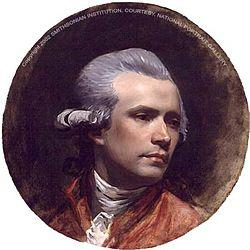 Copyright 2002 SMITHSONIAN INSTITUTION, COURTESY, NATIONAL PORTRAIT GALLERY